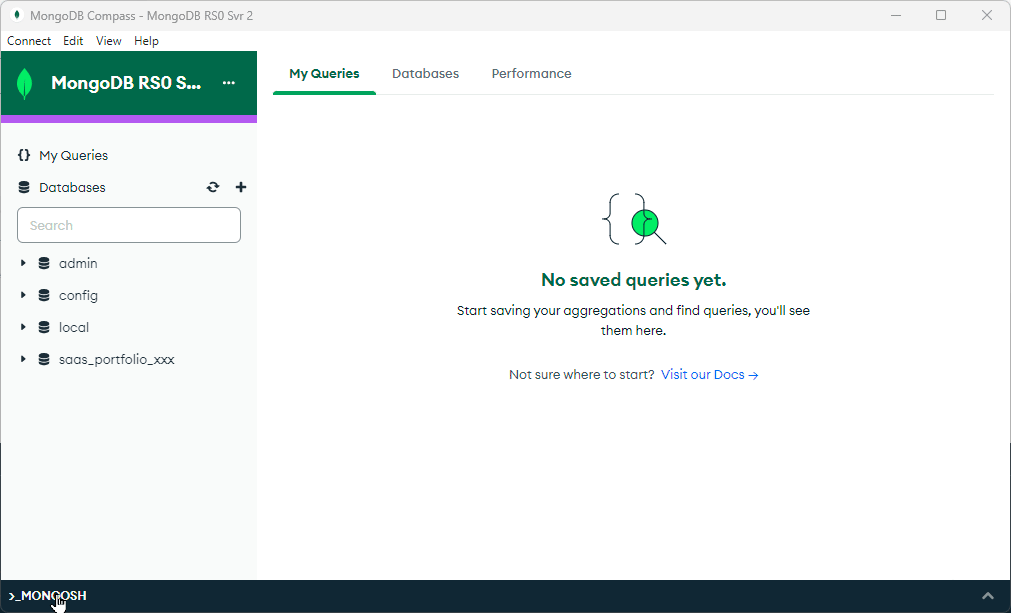 MongoDB Compass - MongoDB RS0 Svr 2
Connect Edit View Help
MongoDB RS0 S... ...
My Queries Databases Performance
{} My Queries
Databases
Search
admin
config
local
saas_portfolio_xxx
No saved queries yet.
Start saving your aggregations and find queries, you'll see
them here.
Not sure where to start? Visit our Docs →
>_MONGOSH